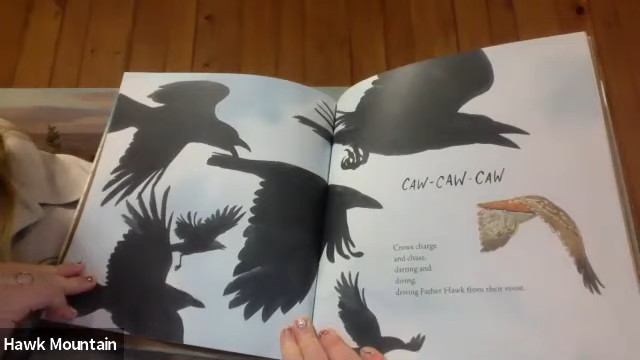 CAW-CAW-CAW
Crows charge
and chase,
darting and
diving,
driving Father Hawk from their roost.
Hawk Mountain